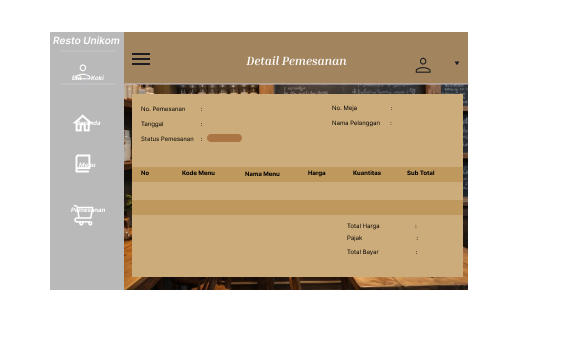 Resto Unikom
Detail Pemesanan
Koki
Menu
Pemesanan
No. Pemesanan :
Tanggal :
Status Pemesanan :
No. Meja :
Nama Pelanggan :
No Kode Menu Nama Menu Harga Kuantitas Sub Total
Total Harga :
Pajak :
Total Bayar :